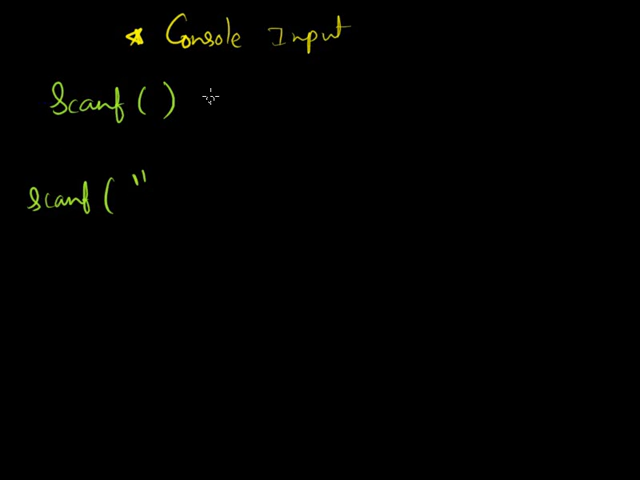 * Console Input
Scanf ( )
scanf ( "